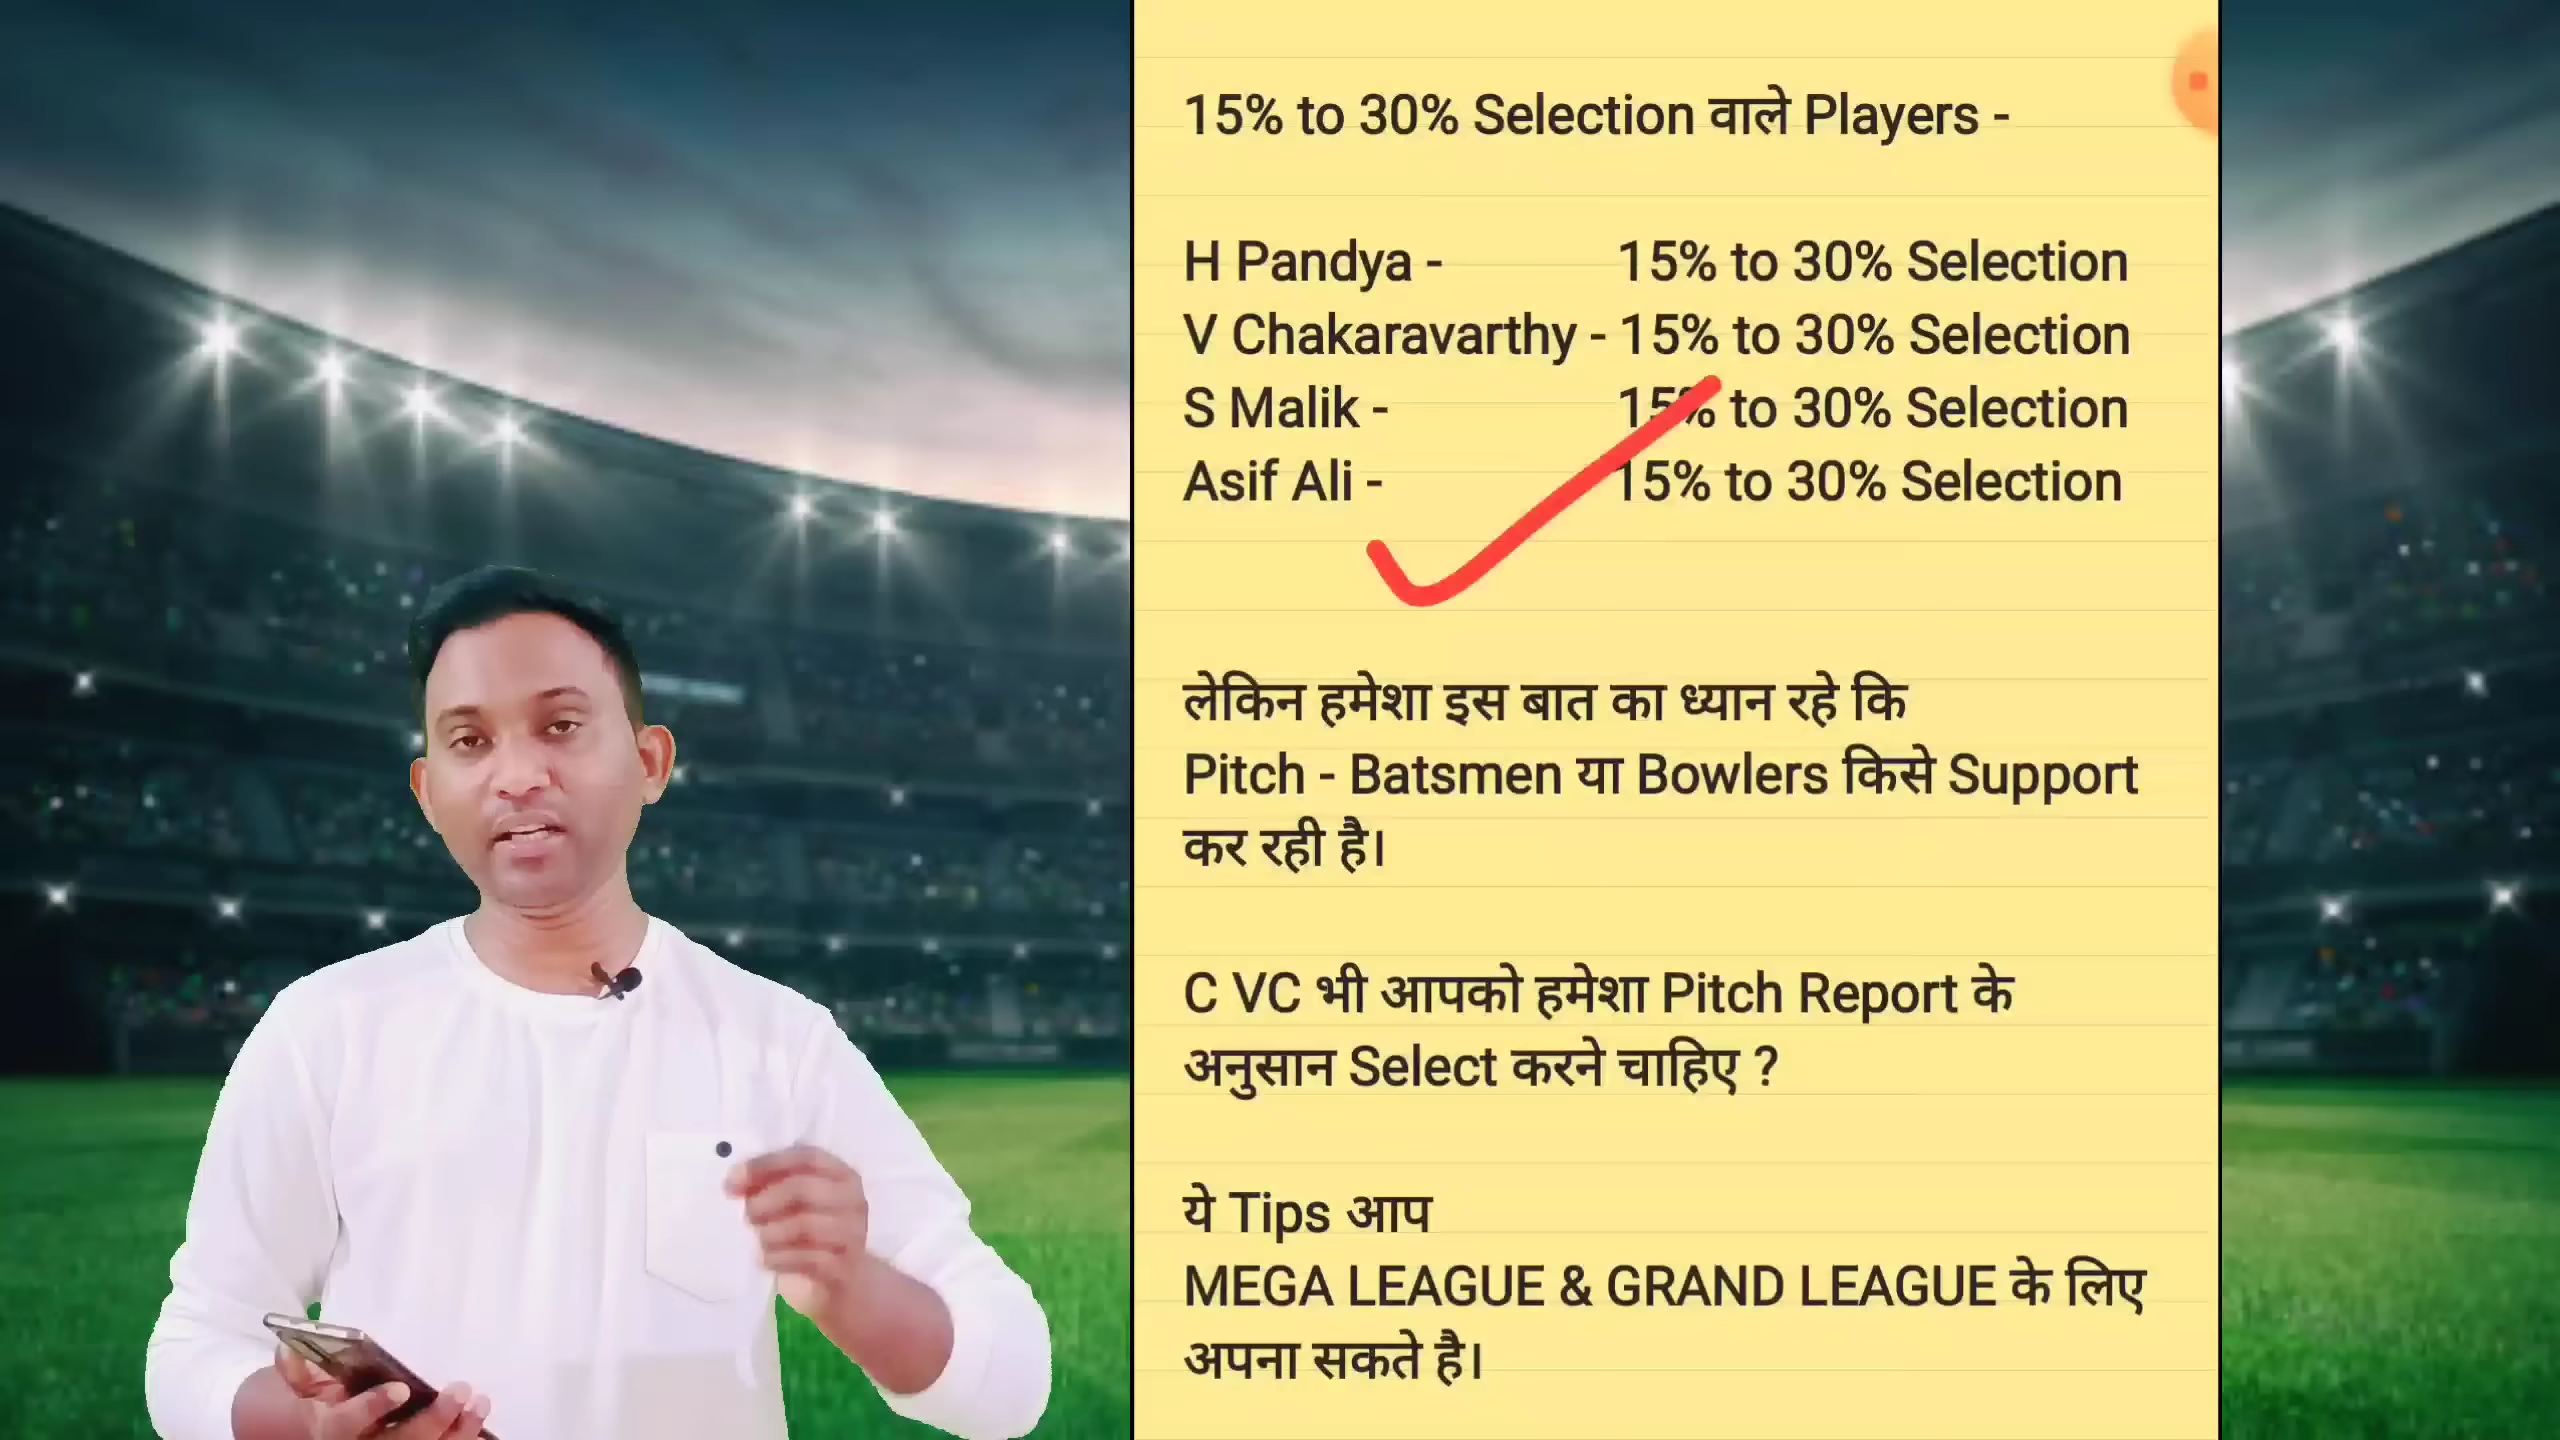 15% to 30% Selection वाले Players -
H Pandya - 15% to 30% Selection
V Chakaravarthy - 15% to 30% Selection
S Malik - 15% to 30% Selection
Asif Ali - 15% to 30% Selection
लेकिन हमेशा इस बात का ध्यान रहे कि
Pitch - Batsmen या Bowlers किसे Support
कर रही है।
C VC भी आपको हमेशा Pitch Report के
अनुसान Select करने चाहिए ?
ये Tips आप
MEGA LEAGUE & GRAND LEAGUE के लिए
अपना सकते है।